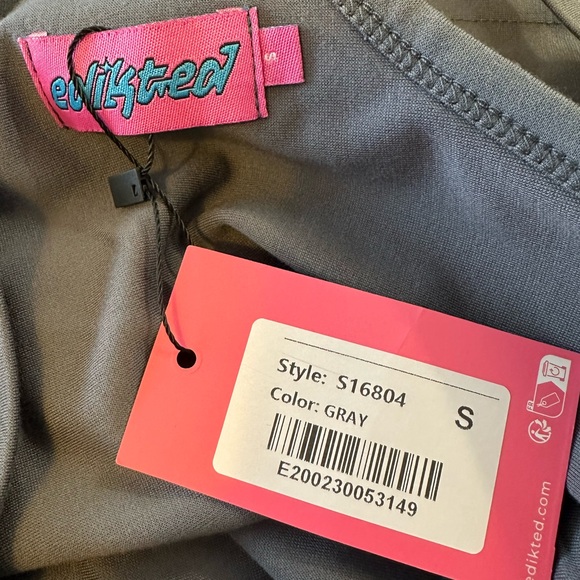 edikted
S
Style: S16804
Color: GRAY
S
E200230053149
edikted.com